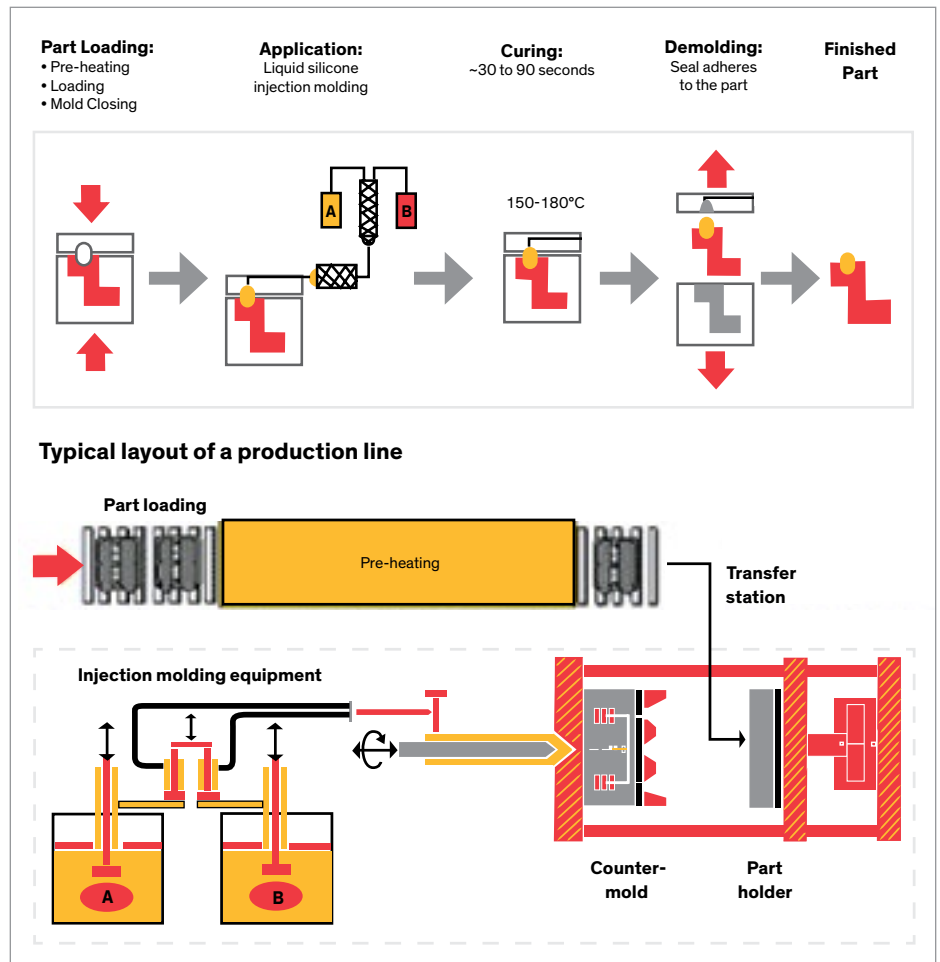 Part Loading:
• Pre-heating
• Loading
• Mold Closing
Application:
Liquid silicone
injection molding
Curing:
~30 to 90 seconds
Demolding:
Seal adheres
to the part
Finished
Part
A
B
150-180°C
Typical layout of a production line
Part loading
Pre-heating
Transfer
station
Injection molding equipment
A
B
Counter-
mold
Part
holder